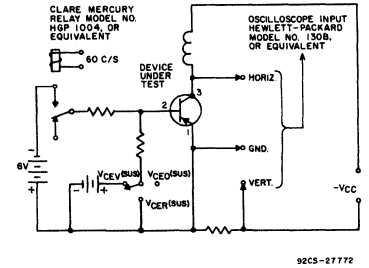 CLARE MERCURY
RELAY MODEL NO.
HGP 1004, OR
EQUIVALENT
60 C/S
OSCILLOSCOPE INPUT
HEWLETT-PACKARD
MODEL NO. 130B,
OR EQUIVALENT
DEVICE
UNDER
TEST
HORIZ.
3
2
1
GND.
6V
-
+
- +
VCEV(SUS)
VCEO(SUS)
VCER(SUS)
VERT.
-VCC
92CS-27772